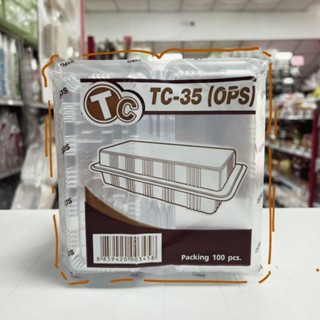 TC
TC-35 (OPS)
Packing 100 pcs.